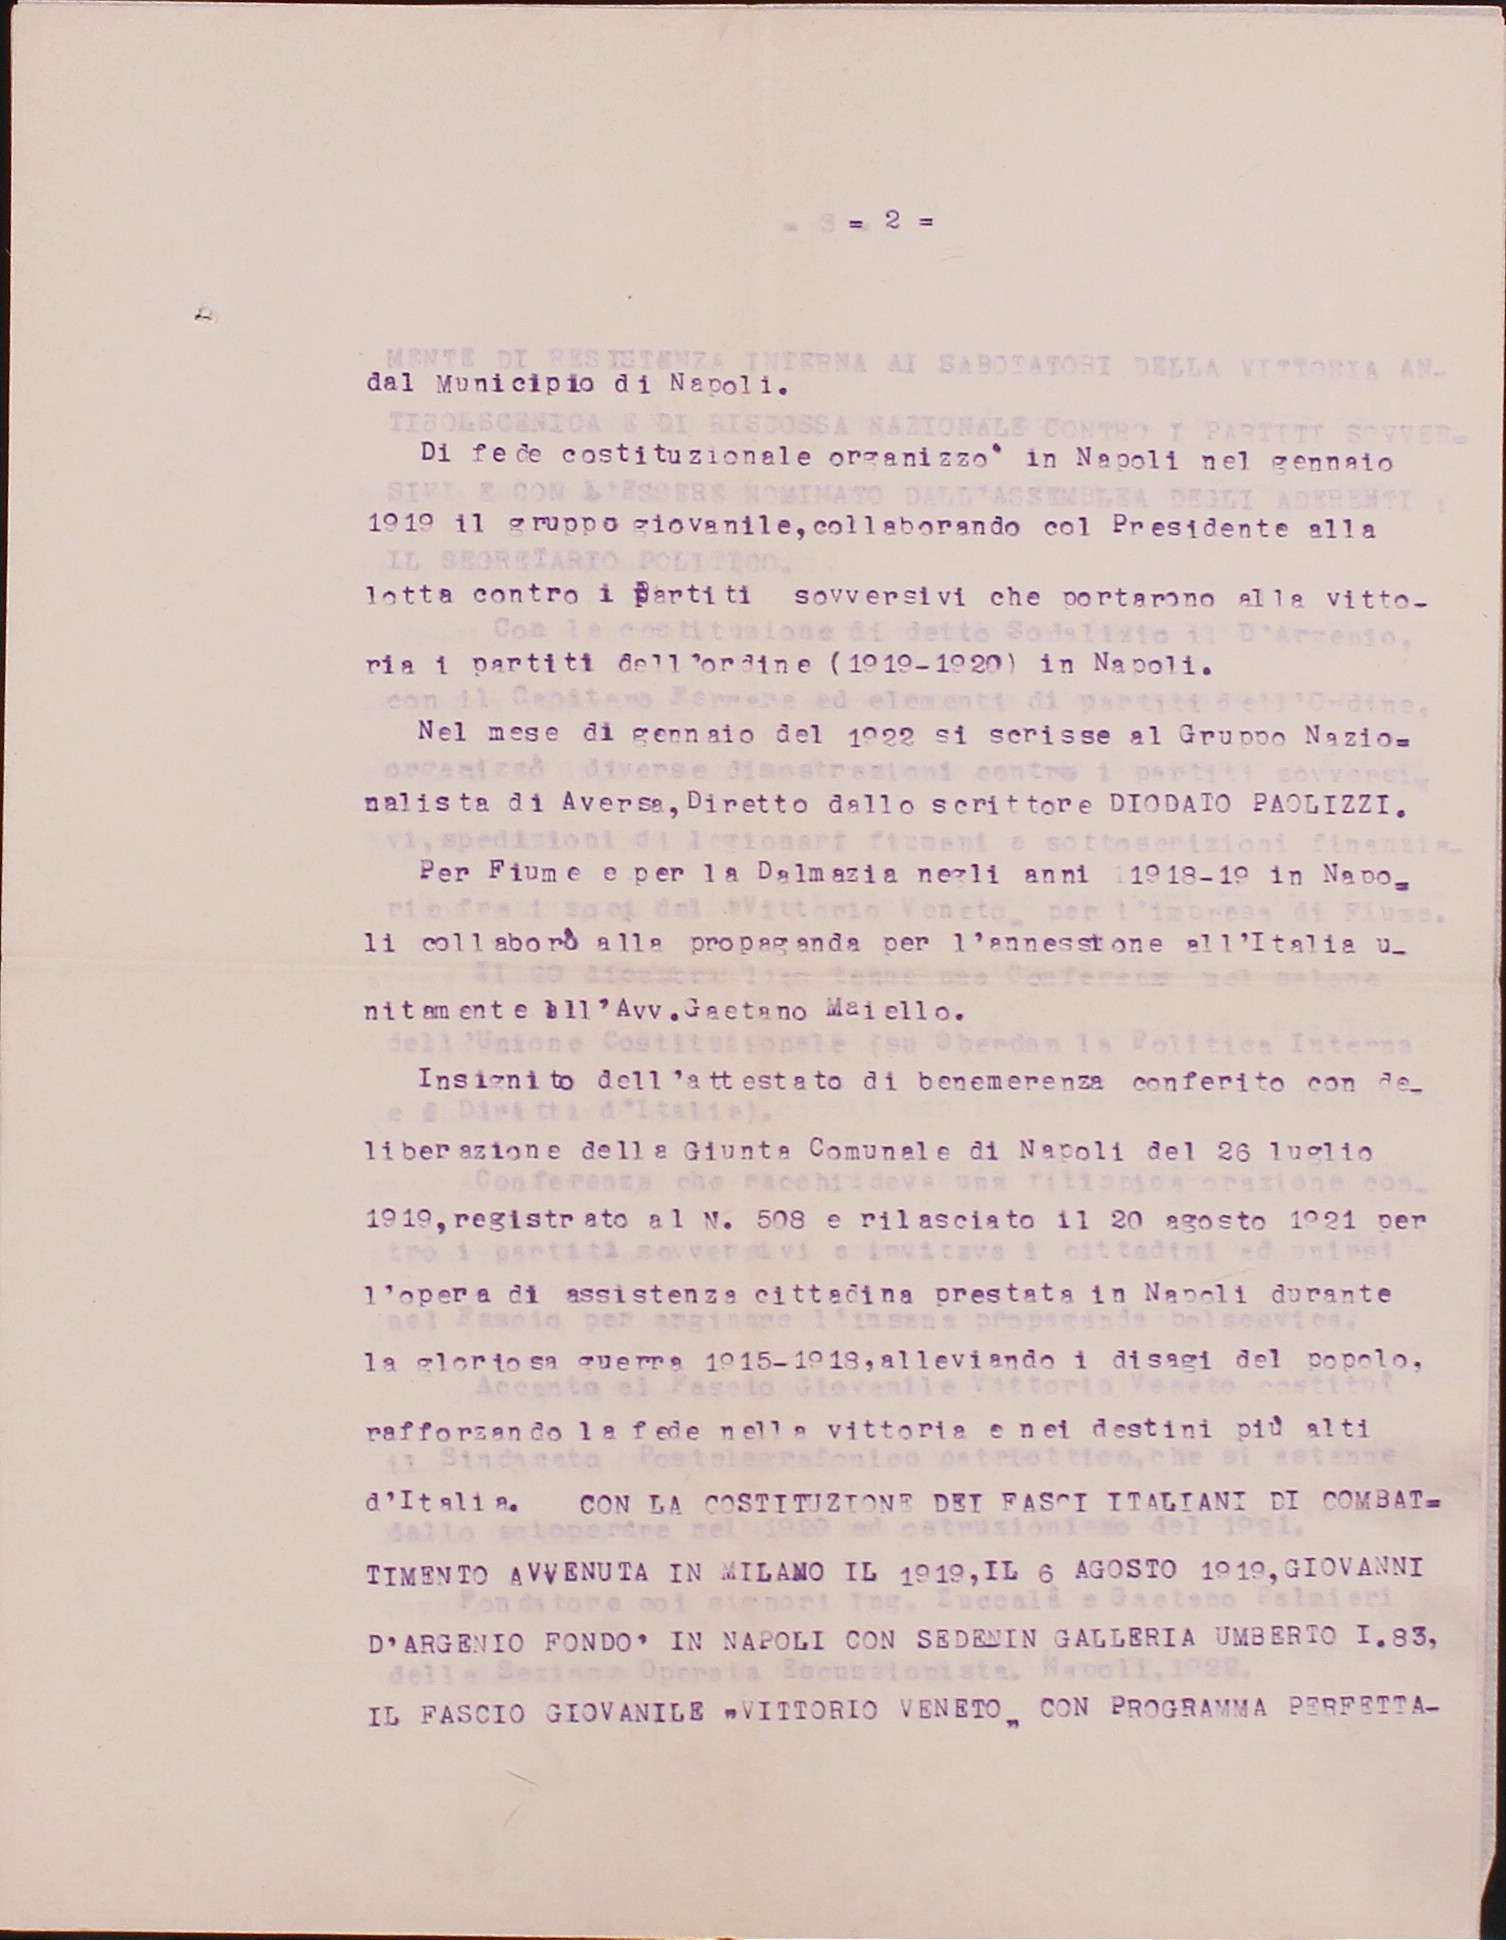 = 2 =
dal Municipio di Napoli.
Di fede costituzionale organizzo' in Napoli nel gennaio
1919 il gruppo giovanile,collaborando col Presidente alla
lotta contro i Partiti sovversivi che portarono alla vitto-
ria i partiti dell'ordine (1919-1920) in Napoli.
Nel mese di gennaio del 1922 si scrisse al Gruppo Nazio=
nalista di Aversa,Diretto dallo scrittore DIODATO PAOLIZZI.
Per Fiume e per la Dalmazia negli anni 1918-19 in Napo=
li collaborò alla propaganda per l'annessione all'Italia u-
nitamente all'Avv.Gaetano Maiello.
Insignito dell'attestato di benemerenza conferito con de-
liberazione della Giunta Comunale di Napoli del 26 luglio
1919,registrato al N. 508 e rilasciato il 20 agosto 1921 per
l'opera di assistenza cittadina prestata in Napoli durante
la gloriosa guerra 1915-1918,alleviando i disagi del popolo,
rafforzando la fede nella vittoria e nei destini più alti
d'Italia. CON LA COSTITUZIONE DEI FASCI ITALIANI DI COMBAT=
TIMENTO AVVENUTA IN MILANO IL 1919,IL 6 AGOSTO 1919,GIOVANNI
D'ARGENIO FONDO' IN NAPOLI CON SEDENIN GALLERIA UMBERTO I.83,
IL FASCIO GIOVANILE "VITTORIO VENETO„ CON PROGRAMMA PERFETTA-